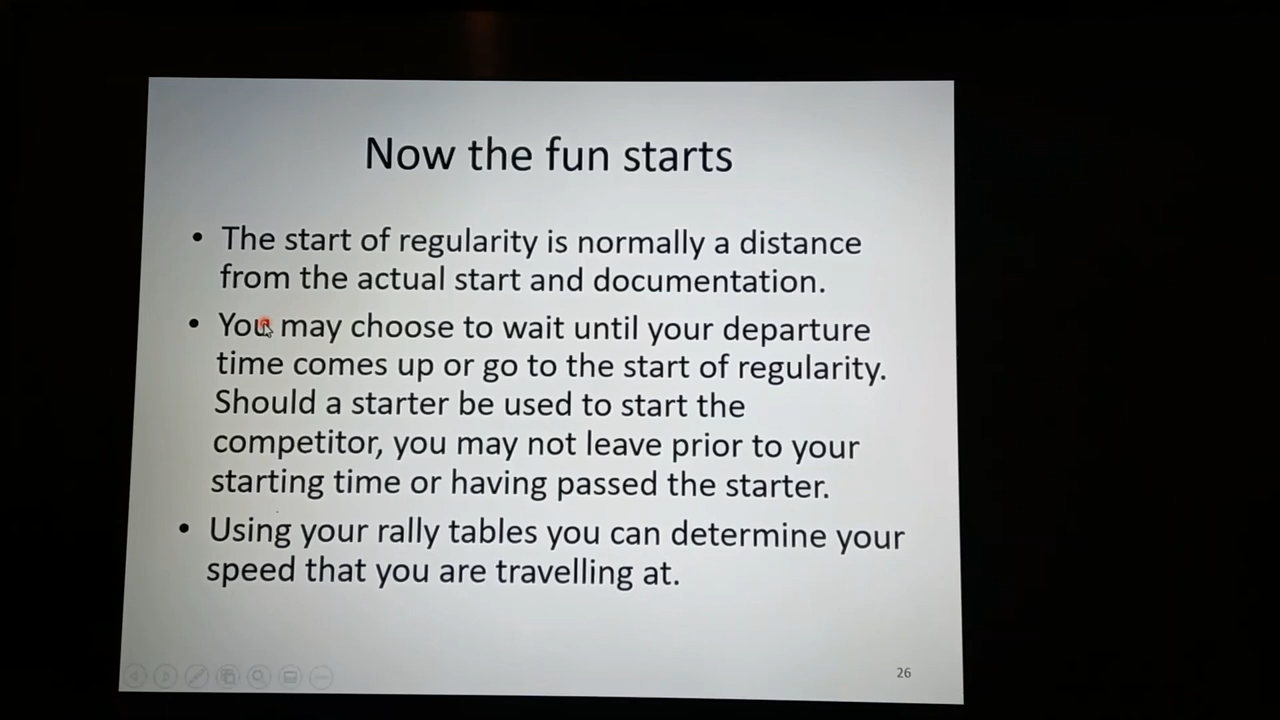 Now the fun starts
• The start of regularity is normally a distance
from the actual start and documentation.
• You may choose to wait until your departure
time comes up or go to the start of regularity.
Should a starter be used to start the
competitor, you may not leave prior to your
starting time or having passed the starter.
• Using your rally tables you can determine your
speed that you are travelling at.
26